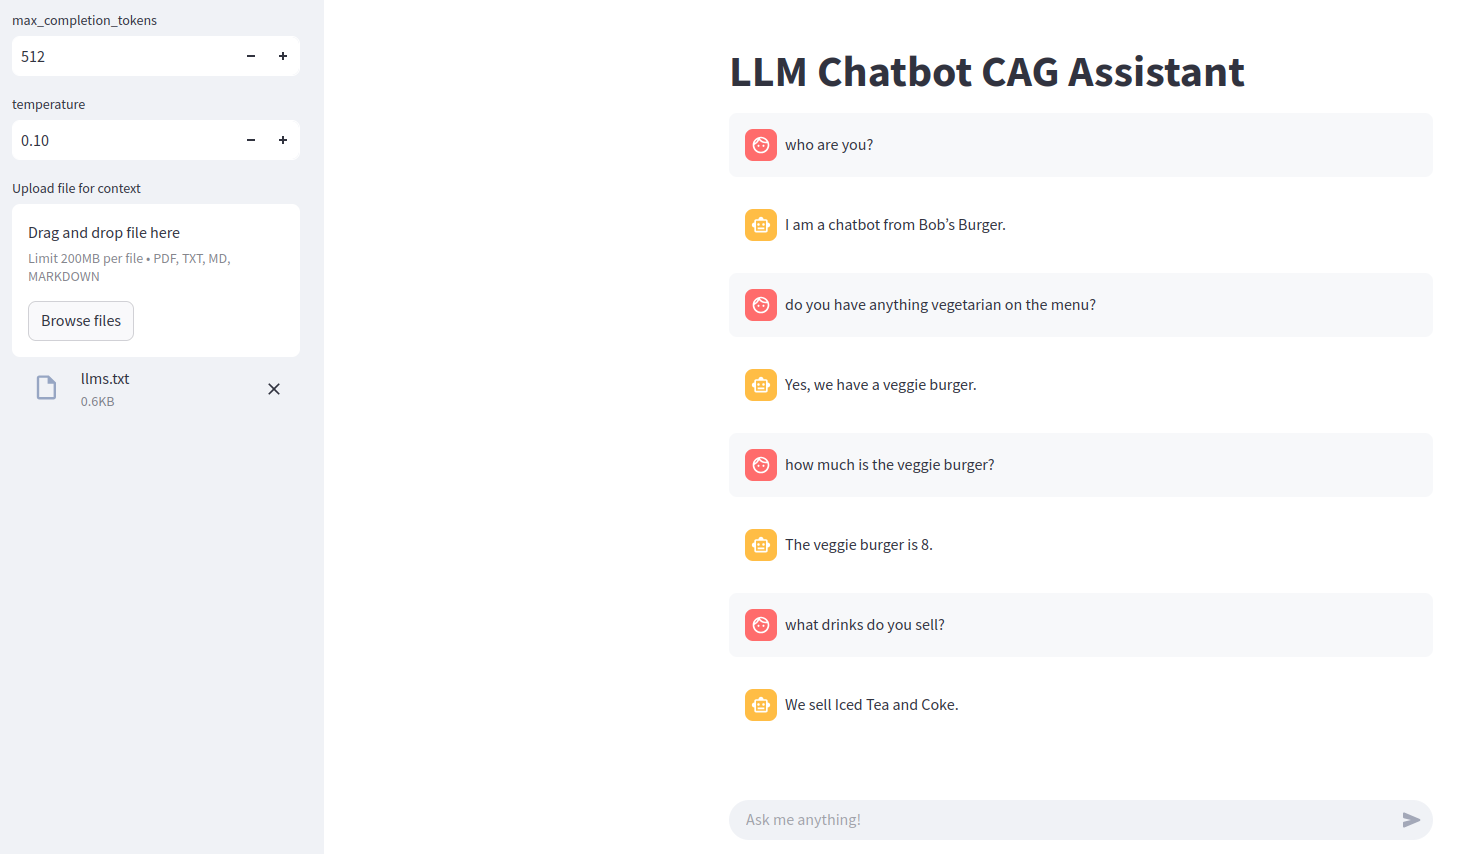 max_completion_tokens
512
temperature
0.10
Upload file for context
Drag and drop file here
Limit 200MB per file • PDF, TXT, MD,
MARKDOWN
Browse files
llms.txt
0.6KB
LLM Chatbot CAG Assistant
who are you?
I am a chatbot from Bob’s Burger.
do you have anything vegetarian on the menu?
Yes, we have a veggie burger.
how much is the veggie burger?
The veggie burger is 8.
what drinks do you sell?
We sell Iced Tea and Coke.
Ask me anything!